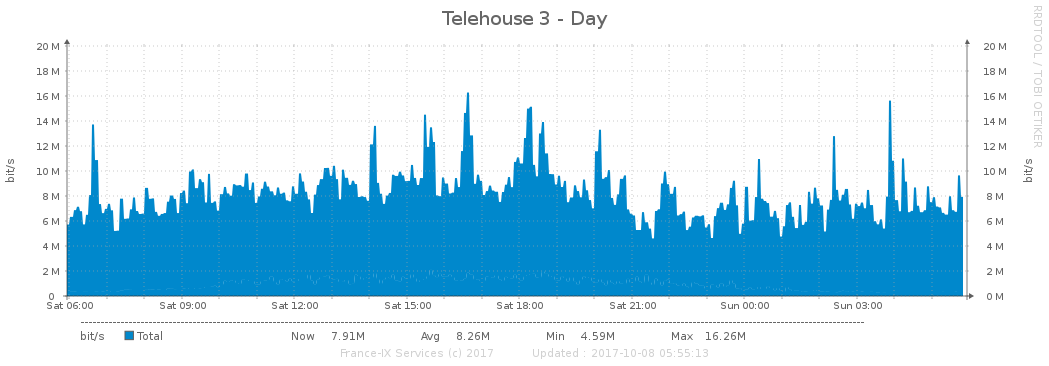 Telehouse 3 - Day
RRDTOOL / TOBI OETIKER
bit/s
20 M 20 M
18 M 18 M
16 M 16 M
14 M 14 M
12 M 12 M
10 M 10 M
8 M 8 M
6 M 6 M
4 M 4 M
2 M 2 M
0 0 M
bit/s
Sat 06:00 Sat 09:00 Sat 12:00 Sat 15:00 Sat 18:00 Sat 21:00 Sun 00:00 Sun 03:00
bit/s Total Now 7.91M Avg 8.26M Min 4.59M Max 16.26M
France-IX Services (c) 2017 Updated : 2017-10-08 05:55:13